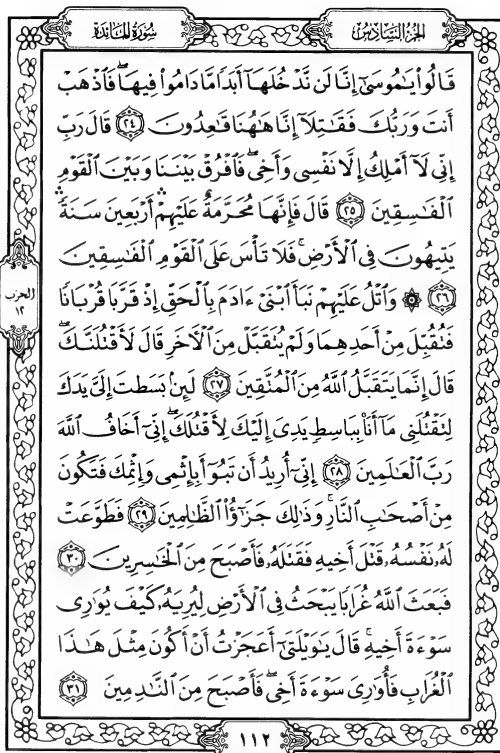 الجزء السادس
سورة المائدة
قَالُوا۟ يَـٰمُوسَىٰٓ إِنَّا لَن نَّدْخُلَهَآ أَبَدًا مَّا دَامُوا۟ فِيهَا ۖ فَٱذْهَبْ
أَنتَ وَرَبُّكَ فَقَـٰتِلَآ إِنَّا هَـٰهُنَا قَـٰعِدُونَ ٢٤ قَالَ رَبِّ
إِنِّى لَآ أَمْلِكُ إِلَّا نَفْسِى وَأَخِى ۖ فَٱفْرُقْ بَيْنَنَا وَبَيْنَ ٱلْقَوْمِ
ٱلْفَـٰسِقِينَ ٢٥ قَالَ فَإِنَّهَا مُحَرَّمَةٌ ۛ عَلَيْهِمْ ۛ أَرْبَعِينَ سَنَةً ۛ
يَتِيهُونَ فِى ٱلْأَرْضِ ۚ فَلَا تَأْسَ عَلَى ٱلْقَوْمِ ٱلْفَـٰسِقِينَ
٢٦ ۞ وَٱتْلُ عَلَيْهِمْ نَبَأَ ٱبْنَىْ ءَادَمَ بِٱلْحَقِّ إِذْ قَرَّبَا قُرْبَانًا
فَتُقُبِّلَ مِنْ أَحَدِهِمَا وَلَمْ يُتَقَبَّلْ مِنَ ٱلْـَٔاخَرِ قَالَ لَأَقْتُلَنَّكَ ۖ
قَالَ إِنَّمَا يَتَقَبَّلُ ٱللَّهُ مِنَ ٱلْمُتَّقِينَ ٢٧ لَئِنۢ بَسَطتَ إِلَىَّ يَدَكَ
لِتَقْتُلَنِى مَآ أَنَا۠ بِبَاسِطٍ يَدِىَ إِلَيْكَ لِأَقْتُلَكَ ۖ إِنِّىٓ أَخَافُ ٱللَّهَ
رَبَّ ٱلْعَـٰلَمِينَ ٢٨ إِنِّىٓ أُرِيدُ أَن تَبُوٓأَ بِإِثْمِى وَإِثْمِكَ فَتَكُونَ
مِنْ أَصْحَـٰبِ ٱلنَّارِ ۚ وَذَٰلِكَ جَزَٰٓؤُا۟ ٱلظَّـٰلِمِينَ ٢٩ فَطَوَّعَتْ
لَهُۥ نَفْسُهُۥ قَتْلَ أَخِيهِ فَقَتَلَهُۥ فَأَصْبَحَ مِنَ ٱلْخَـٰسِرِينَ ٣٠
فَبَعَثَ ٱللَّهُ غُرَابًا يَبْحَثُ فِى ٱلْأَرْضِ لِيُرِيَهُۥ كَيْفَ يُوَٰرِى
سَوْءَةَ أَخِيهِ ۚ قَالَ يَـٰوَيْلَتَىٰٓ أَعَجَزْتُ أَنْ أَكُونَ مِثْلَ هَـٰذَا
ٱلْغُرَابِ فَأُوَٰرِىَ سَوْءَةَ أَخِى ۖ فَأَصْبَحَ مِنَ ٱلنَّـٰدِمِينَ ٣١
الحزب
١٢
١١٢